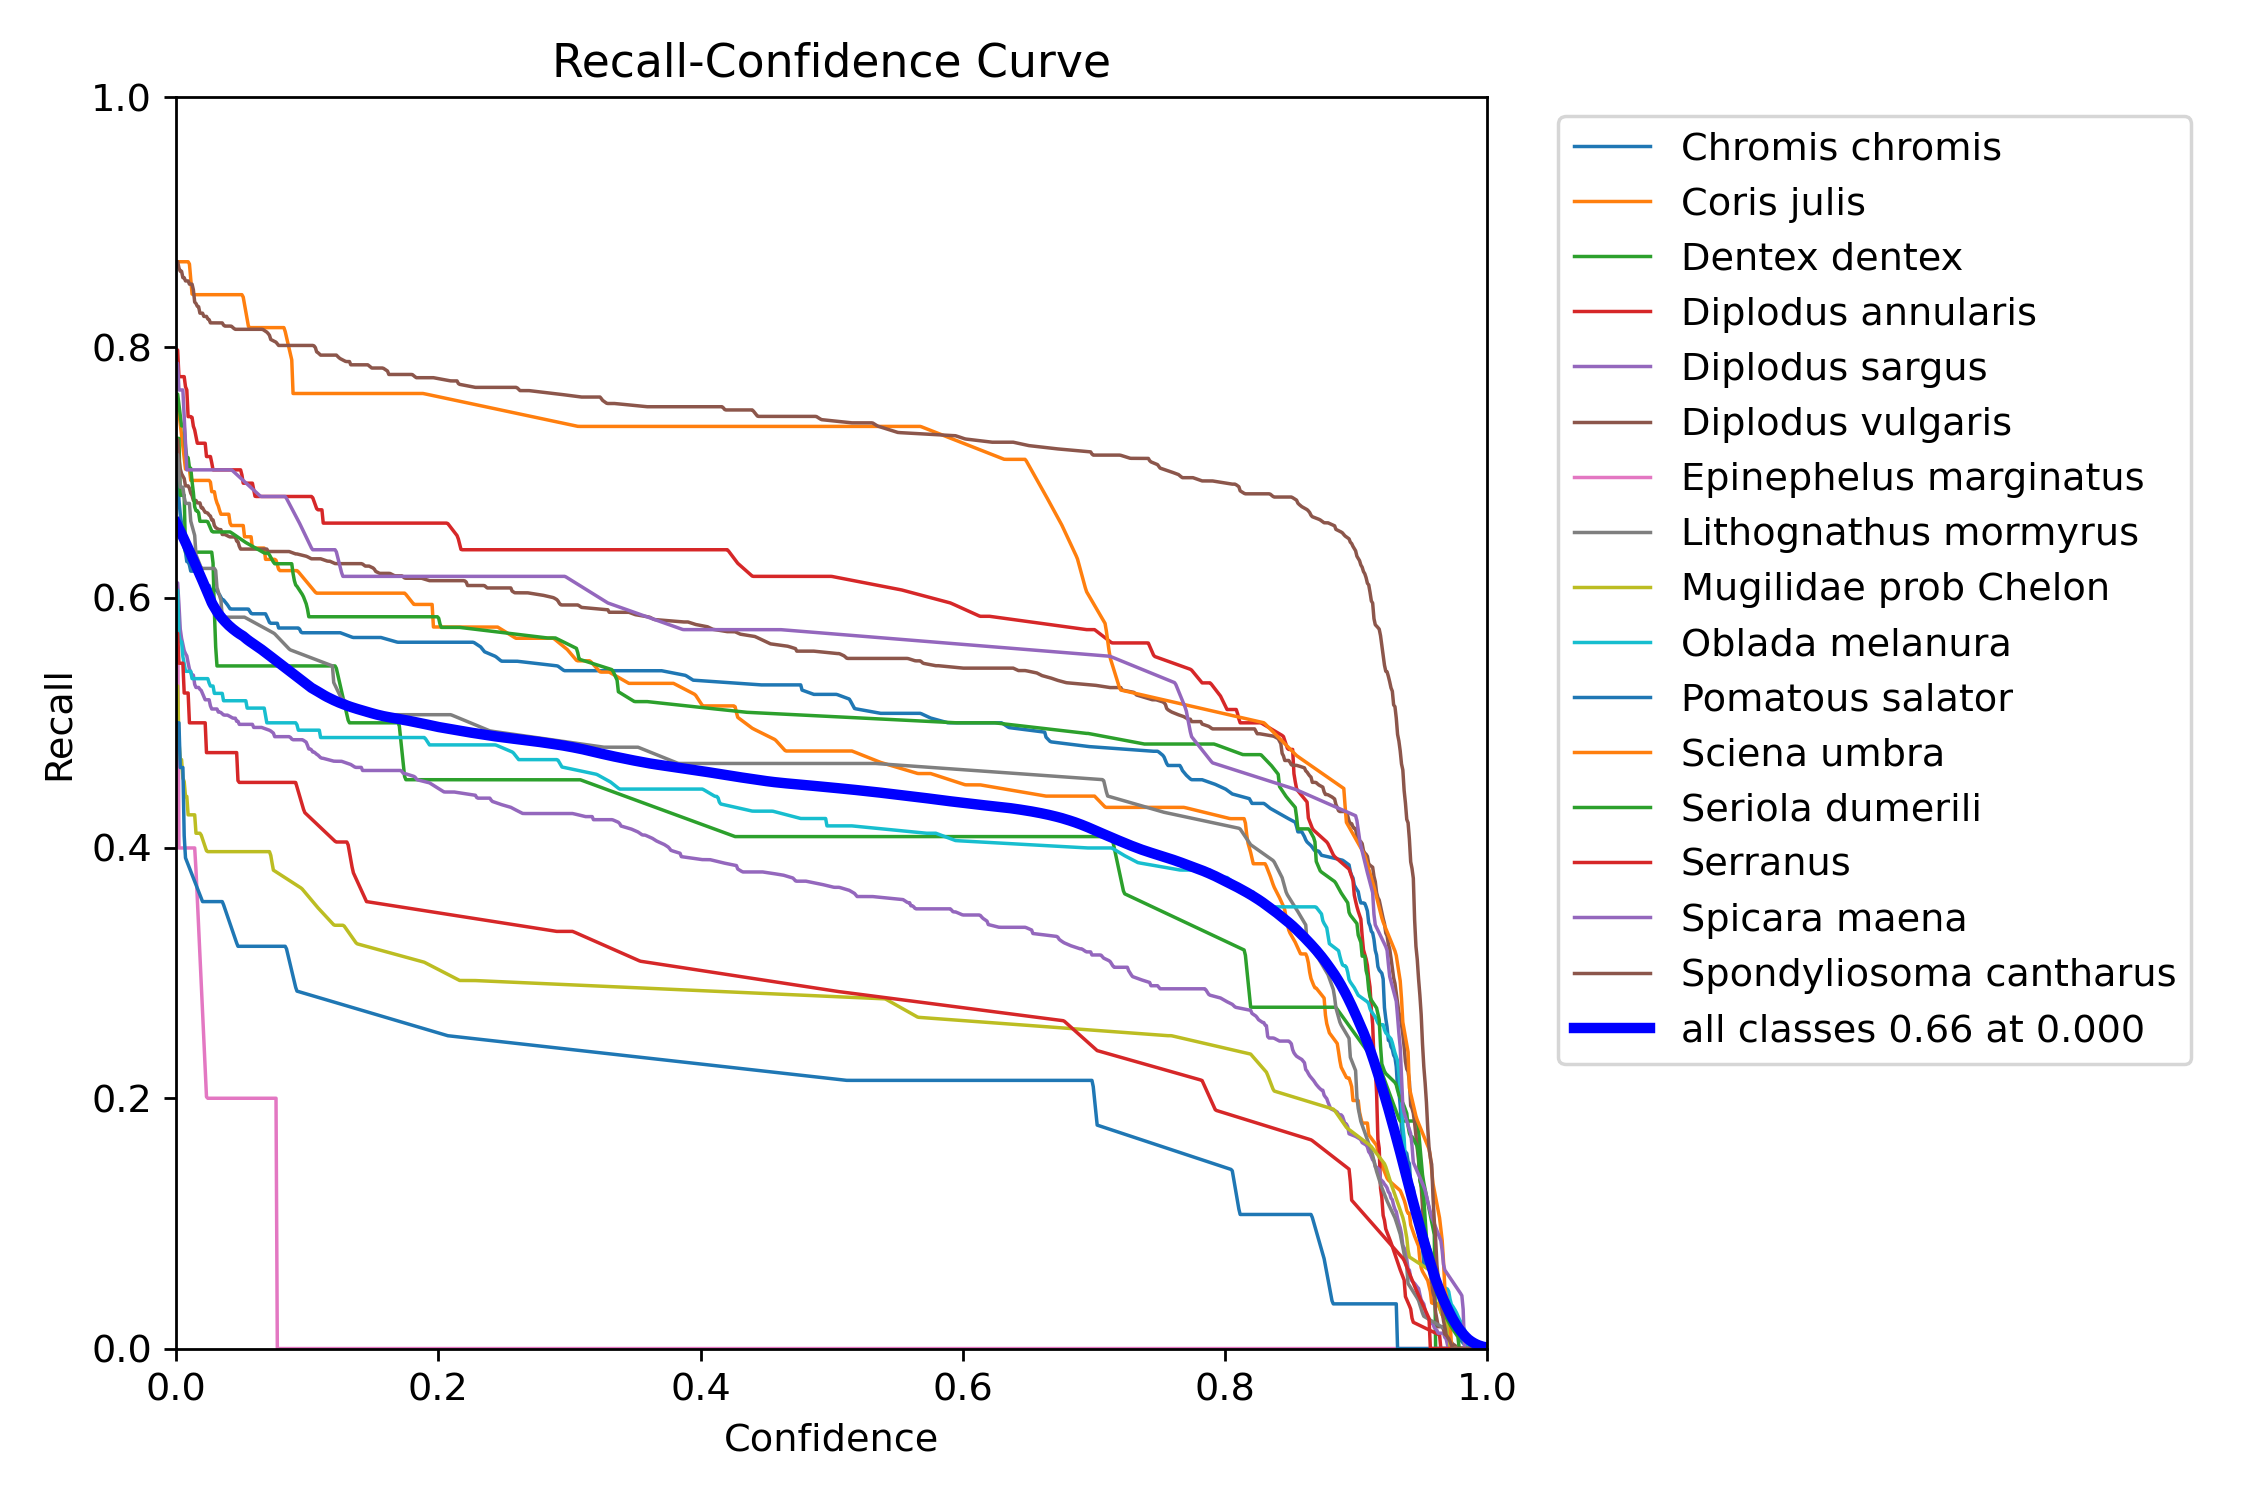 Recall-Confidence Curve
1.0
0.8
0.6
0.4
0.2
0.0
Recall
0.0 0.2 0.4 0.6 0.8 1.0
Confidence
Chromis chromis
Coris julis
Dentex dentex
Diplodus annularis
Diplodus sargus
Diplodus vulgaris
Epinephelus marginatus
Lithognathus mormyrus
Mugilidae prob Chelon
Oblada melanura
Pomatous salator
Sciena umbra
Seriola dumerili
Serranus
Spicara maena
Spondyliosoma cantharus
all classes 0.66 at 0.000